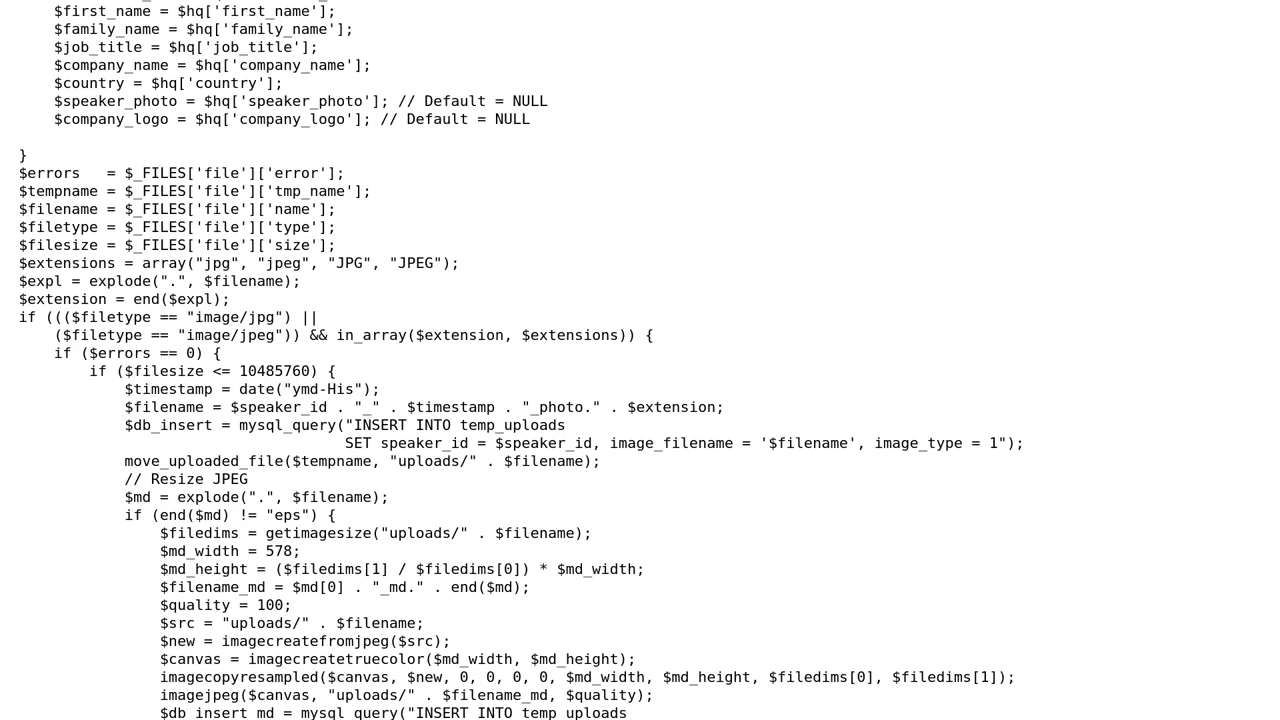 $first_name = $hq['first_name'];
$family_name = $hq['family_name'];
$job_title = $hq['job_title'];
$company_name = $hq['company_name'];
$country = $hq['country'];
$speaker_photo = $hq['speaker_photo']; // Default = NULL
$company_logo = $hq['company_logo']; // Default = NULL
}
$errors   = $_FILES['file']['error'];
$tempname = $_FILES['file']['tmp_name'];
$filename = $_FILES['file']['name'];
$filetype = $_FILES['file']['type'];
$filesize = $_FILES['file']['size'];
$extensions = array("jpg", "jpeg", "JPG", "JPEG");
$expl = explode(".", $filename);
$extension = end($expl);
if ((($filetype == "image/jpg") ||
($filetype == "image/jpeg")) && in_array($extension, $extensions)) {
if ($errors == 0) {
if ($filesize <= 10485760) {
$timestamp = date("ymd-His");
$filename = $speaker_id . "_" . $timestamp . "_photo." . $extension;
$db_insert = mysql_query("INSERT INTO temp_uploads
SET speaker_id = $speaker_id, image_filename = '$filename', image_type = 1");
move_uploaded_file($tempname, "uploads/" . $filename);
// Resize JPEG
$md = explode(".", $filename);
if (end($md) != "eps") {
$filedims = getimagesize("uploads/" . $filename);
$md_width = 578;
$md_height = ($filedims[1] / $filedims[0]) * $md_width;
$filename_md = $md[0] . "_md." . end($md);
$quality = 100;
$src = "uploads/" . $filename;
$new = imagecreatefromjpeg($src);
$canvas = imagecreatetruecolor($md_width, $md_height);
imagecopyresampled($canvas, $new, 0, 0, 0, 0, $md_width, $md_height, $filedims[0], $filedims[1]);
imagejpeg($canvas, "uploads/" . $filename_md, $quality);
$db_insert_md = mysql_query("INSERT INTO temp_uploads